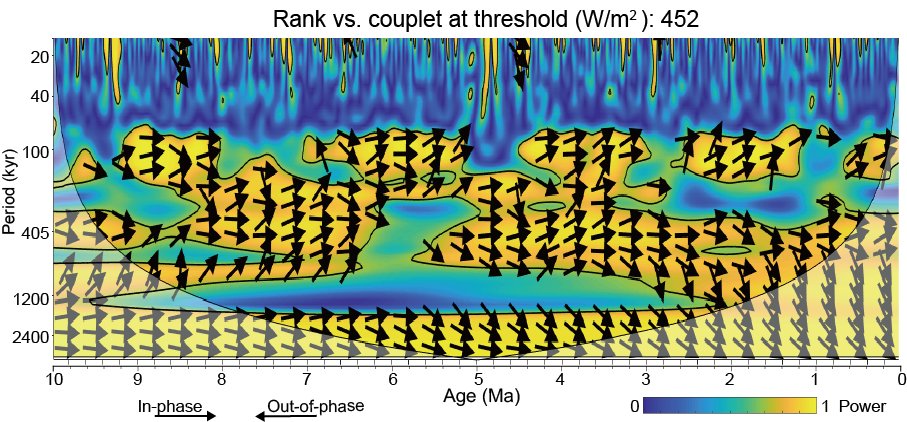 Rank vs. couplet at threshold (W/m²): 452
20
40
100
405
1200
2400
Period (kyr)
10 9 8 7 6 5 4 3 2 1 0
Age (Ma)
In-phase Out-of-phase
0 1 Power